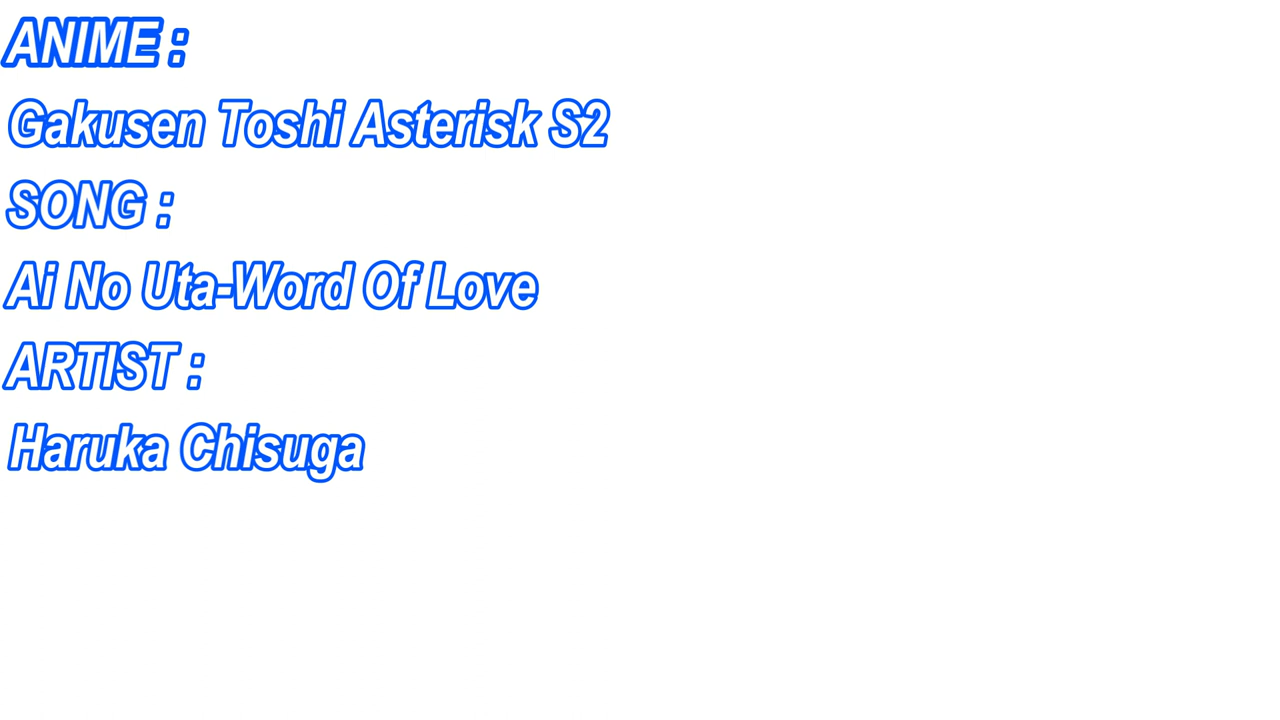 ANIME :
Gakusen Toshi Asterisk S2
SONG :
Ai No Uta-Word Of Love
ARTIST :
Haruka Chisuga